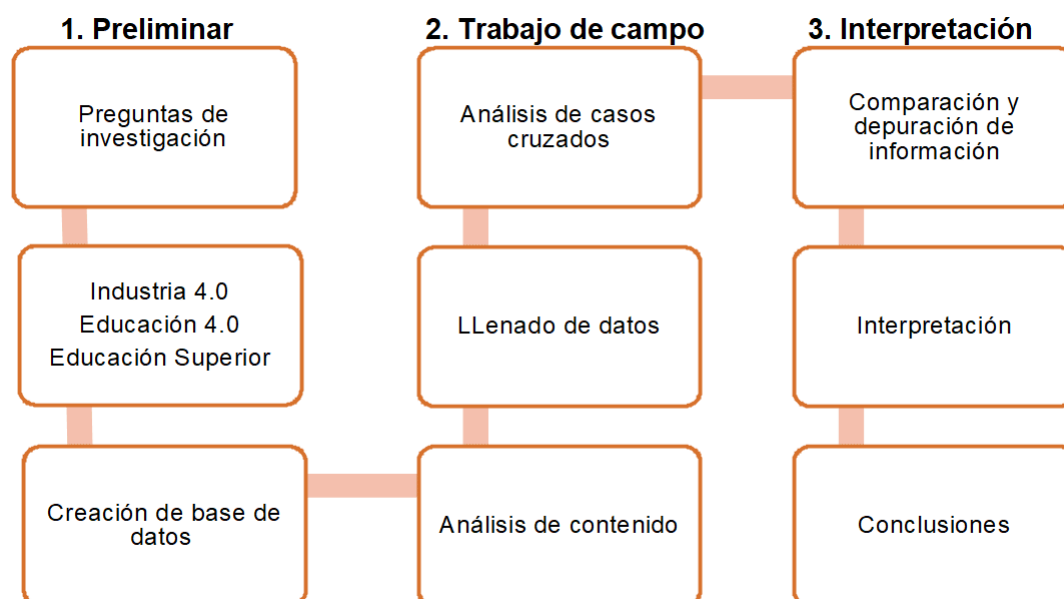 1. Preliminar
Preguntas de
investigación
Industria 4.0
Educación 4.0
Educación Superior
Creación de base de
datos
2. Trabajo de campo
Análisis de casos
cruzados
LLenado de datos
Análisis de contenido
3. Interpretación
Comparación y
depuración de
información
Interpretación
Conclusiones